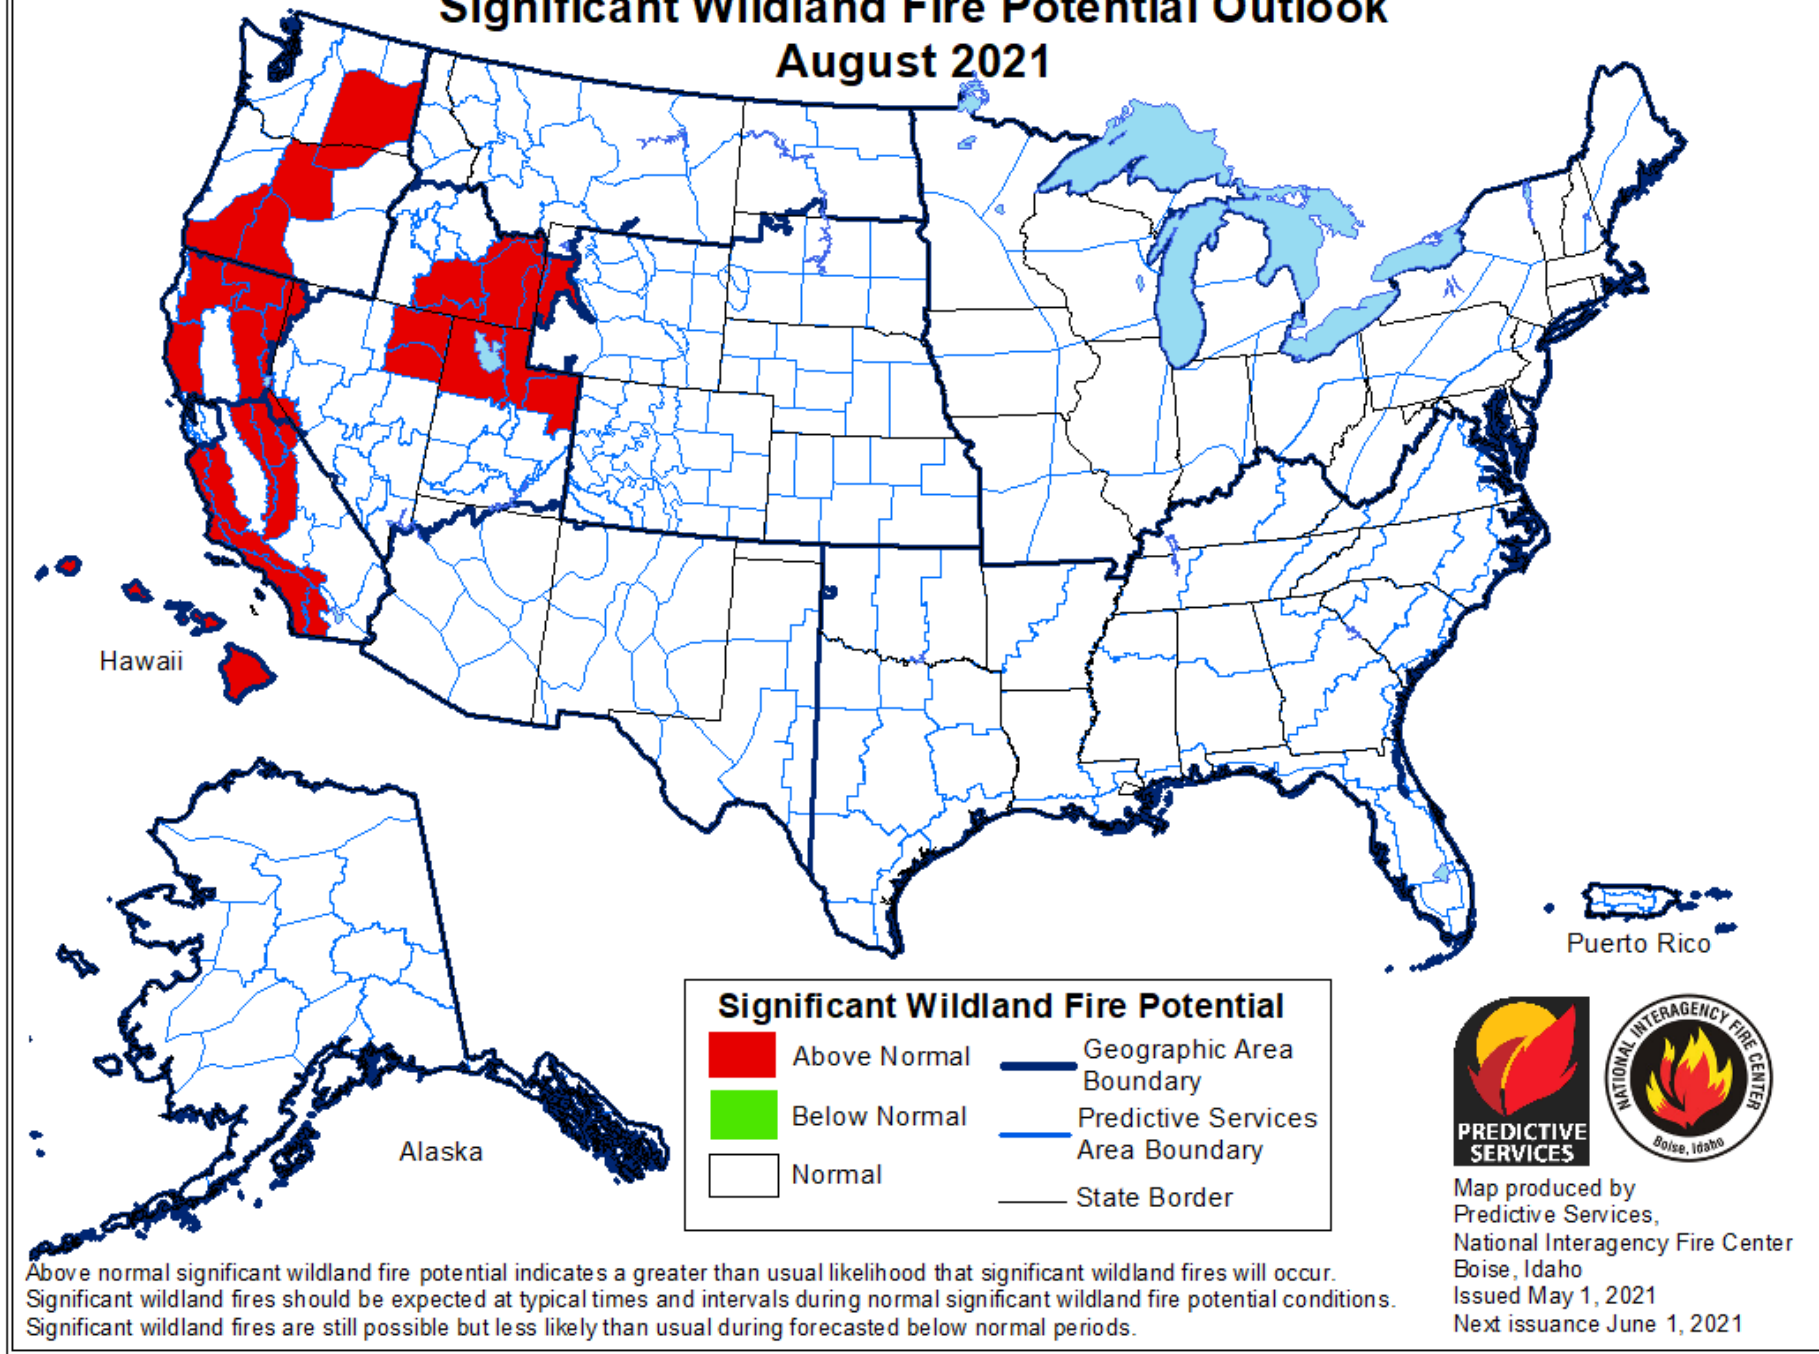 Significant Wildland Fire Potential Outlook
August 2021
Hawaii
Alaska
Puerto Rico
Significant Wildland Fire Potential
Above Normal
Below Normal
Normal
Geographic Area
Boundary
Predictive Services
Area Boundary
State Border
PREDICTIVE
SERVICES
NATIONAL INTERAGENCY FIRE CENTER
Boise, Idaho
Map produced by
Predictive Services,
National Interagency Fire Center
Boise, Idaho
Issued May 1, 2021
Next issuance June 1, 2021
Above normal significant wildland fire potential indicates a greater than usual likelihood that significant wildland fires will occur.
Significant wildland fires should be expected at typical times and intervals during normal significant wildland fire potential conditions.
Significant wildland fires are still possible but less likely than usual during forecasted below normal periods.